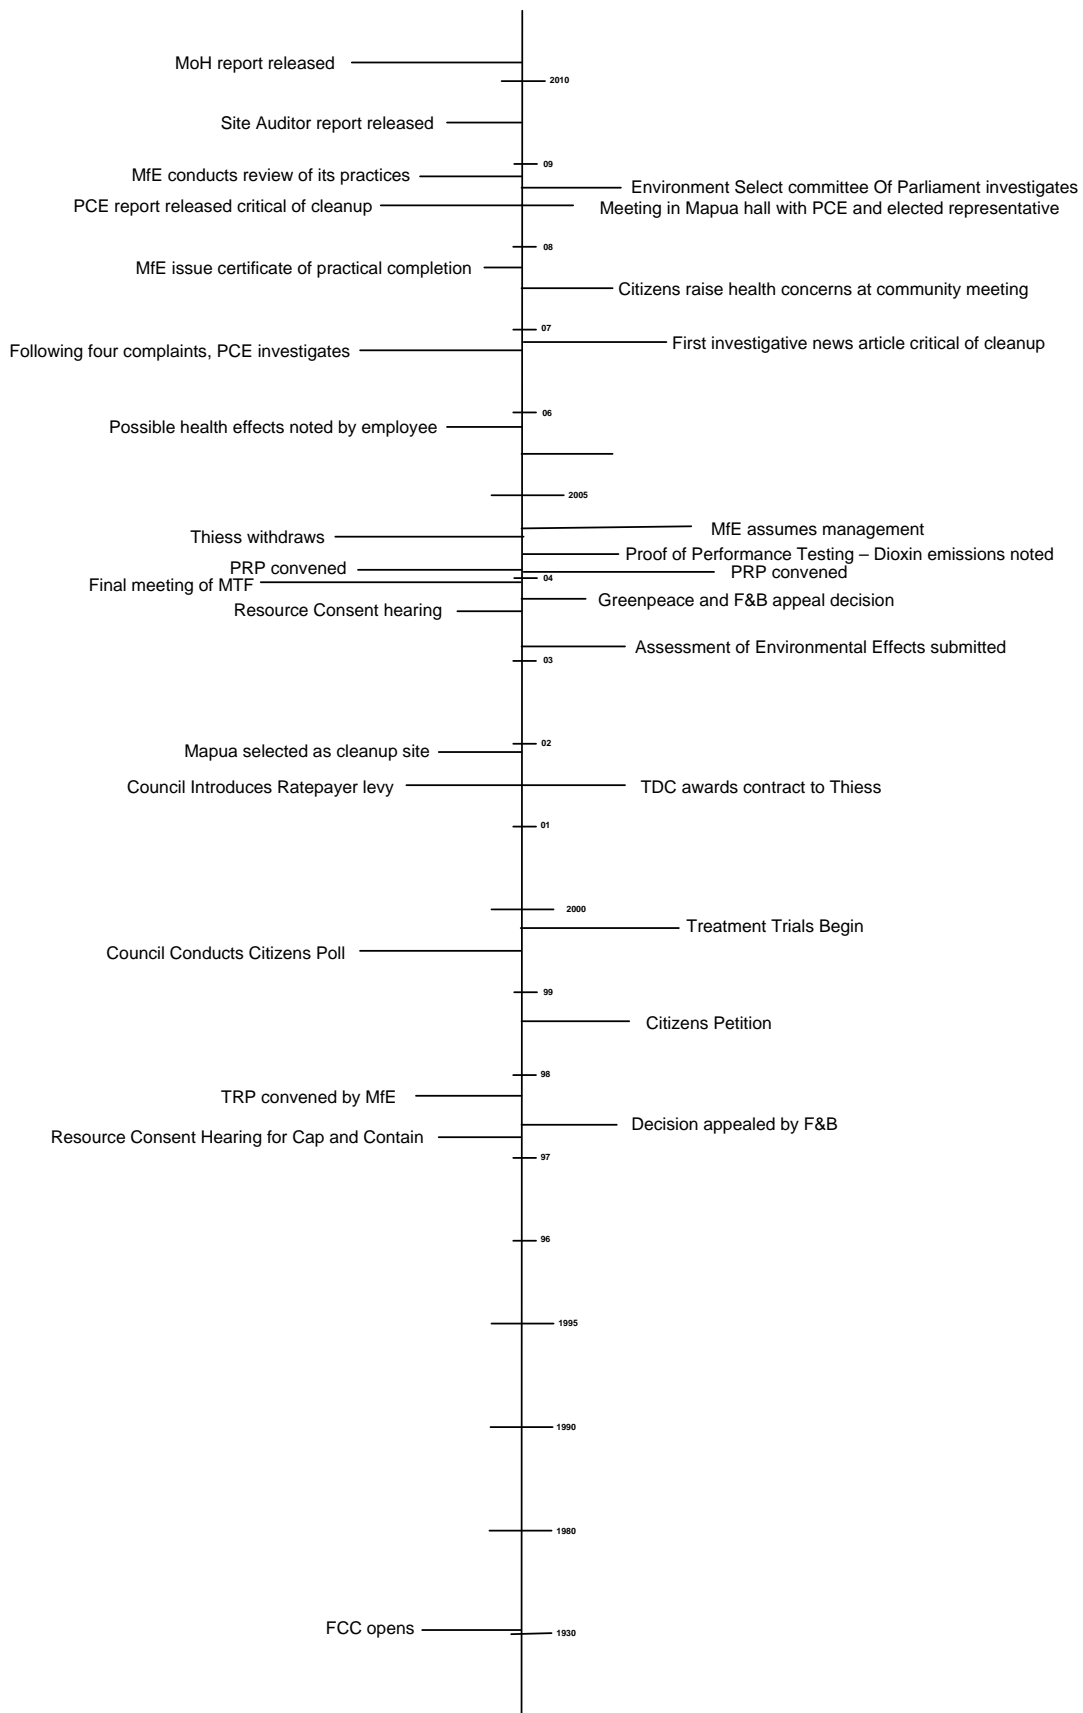 MoH report released
2010
Site Auditor report released
09
MfE conducts review of its practices
Environment Select committee Of Parliament investigates
PCE report released critical of cleanup
Meeting in Mapua hall with PCE and elected representative
08
MfE issue certificate of practical completion
Citizens raise health concerns at community meeting
07
First investigative news article critical of cleanup
Following four complaints, PCE investigates
06
Possible health effects noted by employee
2005
MfE assumes management
Thiess withdraws
Proof of Performance Testing – Dioxin emissions noted
PRP convened
PRP convened
04
Final meeting of MTF
Greenpeace and F&B appeal decision
Resource Consent hearing
Assessment of Environmental Effects submitted
03
02
Mapua selected as cleanup site
Council Introduces Ratepayer levy
TDC awards contract to Thiess
01
2000
Treatment Trials Begin
Council Conducts Citizens Poll
99
Citizens Petition
98
TRP convened by MfE
Decision appealed by F&B
Resource Consent Hearing for Cap and Contain
97
96
1995
1990
1980
FCC opens
1930